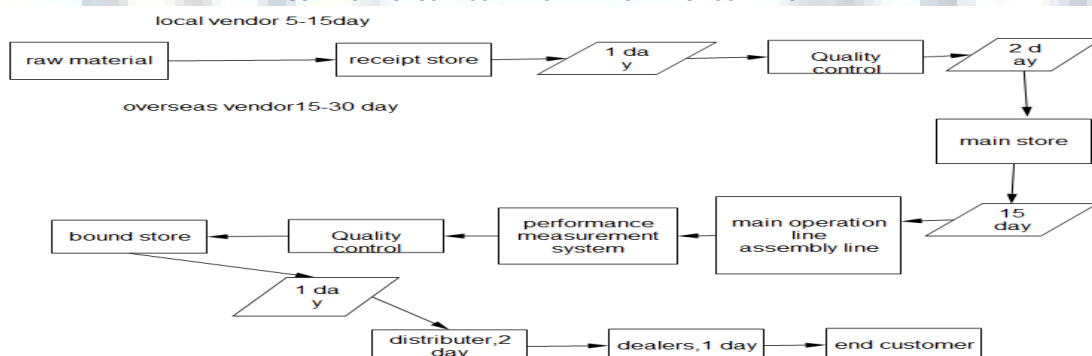 local vendor 5-15day
raw material
receipt store
1 da
y
Quality
control
2 d
ay
overseas vendor15-30 day
main store
15
day
main operation
line
assembly line
performance
measurement
system
Quality
control
bound store
1 da
y
distributer,2
day
dealers,1 day
end customer